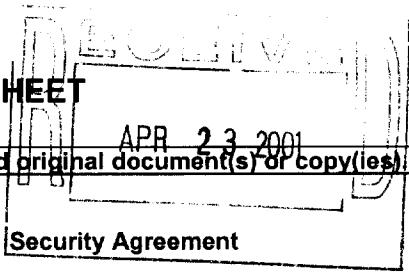 HEET
APR 23 2001
d original document(s) or copy(ies).
Security Agreement